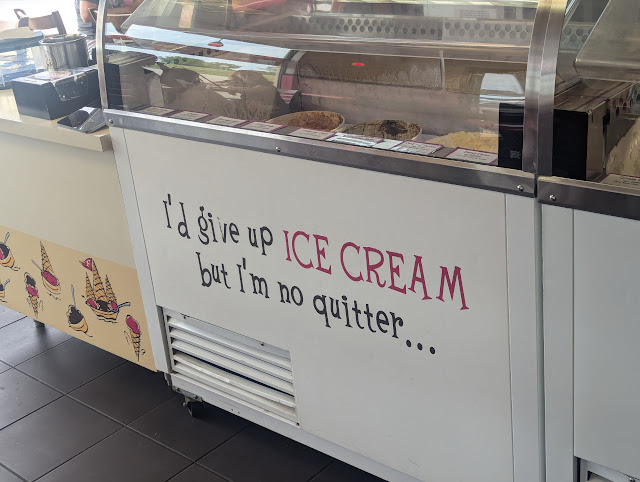 I'd give up ICE CREAM
but I'm no quitter...